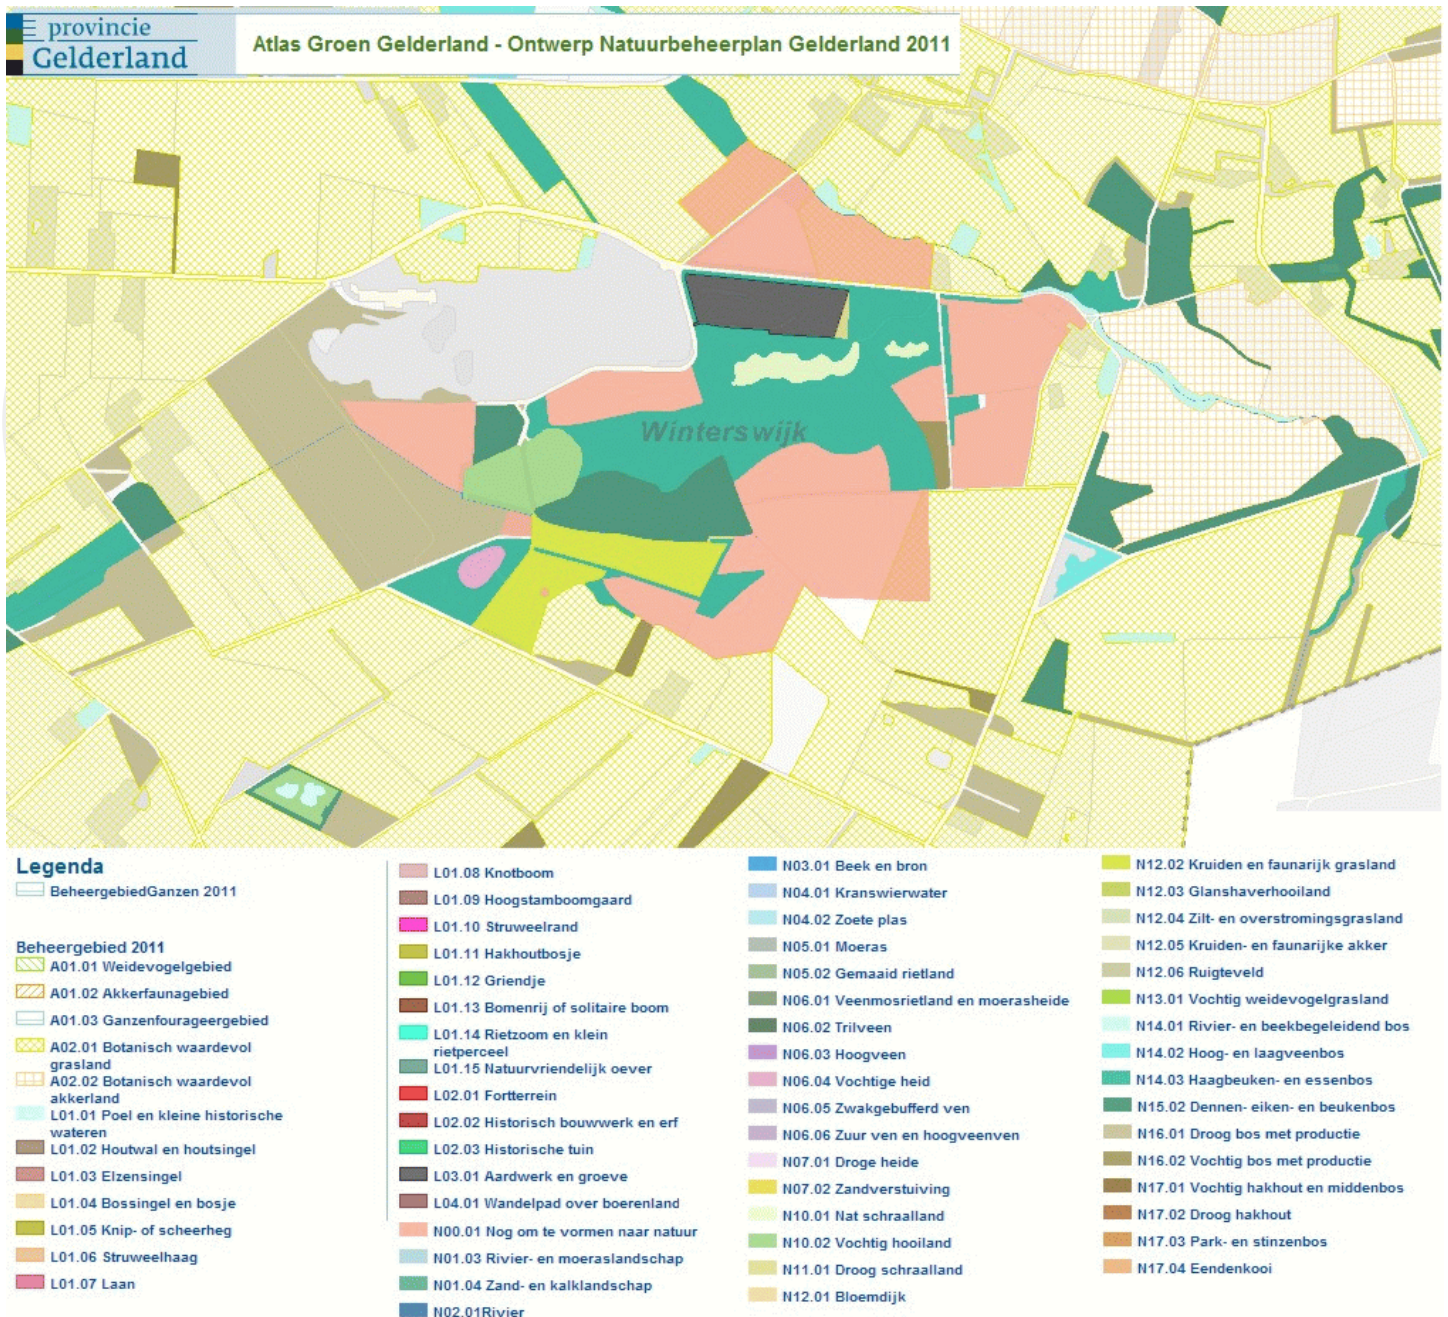 provincie
Gelderland
Atlas Groen Gelderland - Ontwerp Natuurbeheerplan Gelderland 2011
Winterswijk
Legenda
BeheergebiedGanzen 2011
Beheergebied 2011
A01.01 Weidevogelgebied
A01.02 Akkerfaunagebied
A01.03 Ganzenfourageergebied
A02.01 Botanisch waardevol
grasland
A02.02 Botanisch waardevol
akkerland
L01.01 Poel en kleine historische
wateren
L01.02 Houtwal en houtsingel
L01.03 Elzensingel
L01.04 Bossingel en bosje
L01.05 Knip- of scheerheg
L01.06 Struweelhaag
L01.07 Laan
L01.08 Knotboom
L01.09 Hoogstamboomgaard
L01.10 Struweelrand
L01.11 Hakhoutbosje
L01.12 Griendje
L01.13 Bomenrij of solitaire boom
L01.14 Rietzoom en klein
rietperceel
L01.15 Natuurvriendelijk oever
L02.01 Fortterrein
L02.02 Historisch bouwwerk en erf
L02.03 Historische tuin
L03.01 Aardwerk en groeve
L04.01 Wandelpad over boerenland
N00.01 Nog om te vormen naar natuur
N01.03 Rivier- en moeraslandschap
N01.04 Zand- en kalklandschap
N02.01Rivier
N03.01 Beek en bron
N04.01 Kranswierwater
N04.02 Zoete plas
N05.01 Moeras
N05.02 Gemaaid rietland
N06.01 Veenmosrietland en moerasheide
N06.02 Trilveen
N06.03 Hoogveen
N06.04 Vochtige heid
N06.05 Zwakgebufferd ven
N06.06 Zuur ven en hoogveenven
N07.01 Droge heide
N07.02 Zandverstuiving
N10.01 Nat schraalland
N10.02 Vochtig hooiland
N11.01 Droog schraalland
N12.01 Bloemdijk
N12.02 Kruiden en faunarijk grasland
N12.03 Glanshaverhooiland
N12.04 Zilt- en overstromingsgrasland
N12.05 Kruiden- en faunarijke akker
N12.06 Ruigteveld
N13.01 Vochtig weidevogelgrasland
N14.01 Rivier- en beekbegeleidend bos
N14.02 Hoog- en laagveenbos
N14.03 Haagbeuken- en essenbos
N15.02 Dennen- eiken- en beukenbos
N16.01 Droog bos met productie
N16.02 Vochtig bos met productie
N17.01 Vochtig hakhout en middenbos
N17.02 Droog hakhout
N17.03 Park- en stinzenbos
N17.04 Eendenkooi